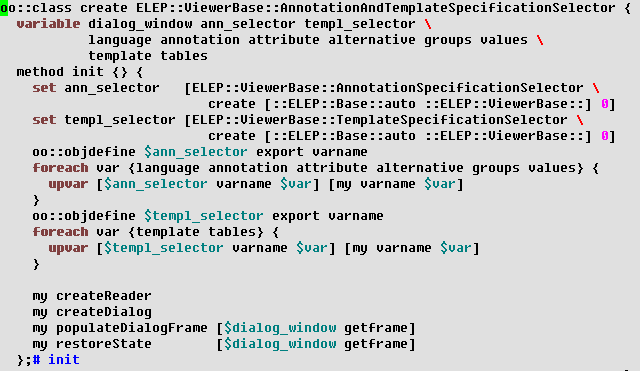 oo::class create ELEP::ViewerBase::AnnotationAndTemplateSpecificationSelector {
  variable dialog_window ann_selector templ_selector \
           language annotation attribute alternative groups values \
           template tables
  method init {} {
    set ann_selector   [ELEP::ViewerBase::AnnotationSpecificationSelector \
                          create [::ELEP::Base::auto ::ELEP::ViewerBase::] 0]
    set templ_selector [ELEP::ViewerBase::TemplateSpecificationSelector \
                          create [::ELEP::Base::auto ::ELEP::ViewerBase::] 0]
    oo::objdefine $ann_selector export varname
    foreach var {language annotation attribute alternative groups values} {
      upvar [$ann_selector varname $var] [my varname $var]
    }
    oo::objdefine $templ_selector export varname
    foreach var {template tables} {
      upvar [$templ_selector varname $var] [my varname $var]
    }

    my createReader
    my createDialog
    my populateDialogFrame [$dialog_window getframe]
    my restoreState        [$dialog_window getframe]
  };# init